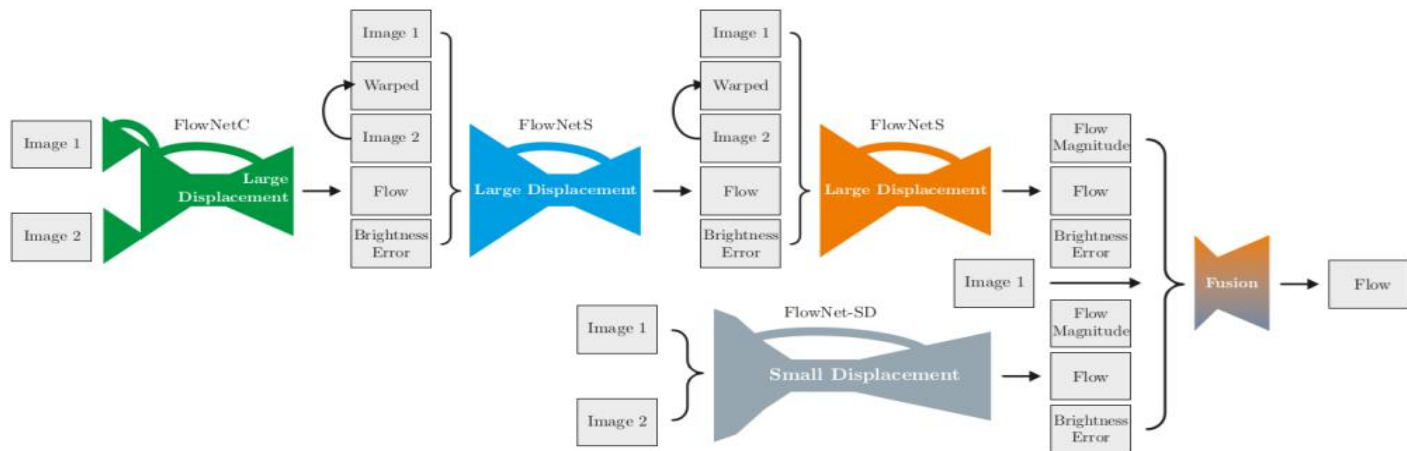 Image 1
Image 2
FlowNetC
Large
Displacement
Image 1
Warped
Image 2
Flow
Brightness
Error
FlowNetS
Large Displacement
Image 1
Warped
Image 2
Flow
Brightness
Error
FlowNetS
Large Displacement
Flow
Magnitude
Flow
Brightness
Error
Image 1
Image 1
Image 2
FlowNet-SD
Small Displacement
Flow
Magnitude
Flow
Brightness
Error
Fusion
Flow